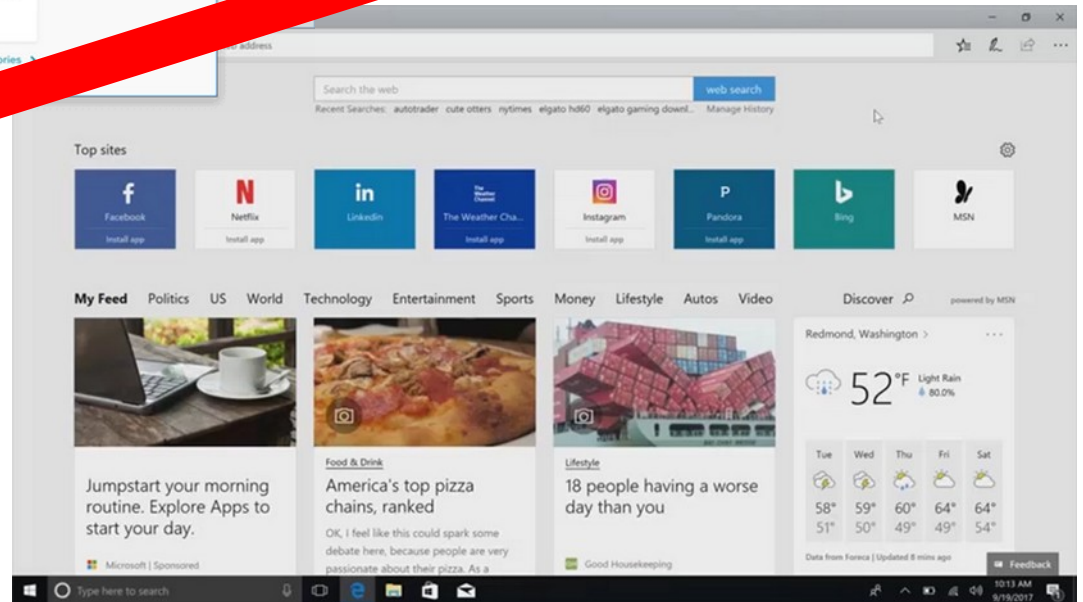 address
Search the web
web search
Recent Searches: autotrader cute otters nytimes elgato hd60 elgato gaming downl... Manage History
Top sites
f N in The Weather Channel P b
Facebook Netflix Linkedin The Weather Cha... Instagram Pandora Bing MSN
Install app Install app Install app Install app Install app
My Feed Politics US World Technology Entertainment Sports Money Lifestyle Autos Video Discover powered by MSN
Redmond, Washington >
52°F Light Rain
80.0%
Tue Wed Thu Fri Sat
58° 59° 60° 64° 64°
51° 50° 49° 49° 54°
Data from Foreca | Updated 8 mins ago
Jumpstart your morning
routine. Explore Apps to
start your day.
Microsoft | Sponsored
Food & Drink
America's top pizza
chains, ranked
OK, I feel like this could spark some
debate here, because people are very
passionate about their pizza. As a
Lifestyle
18 people having a worse
day than you
Good Housekeeping
Feedback
Type here to search
10:13 AM
9/19/2017